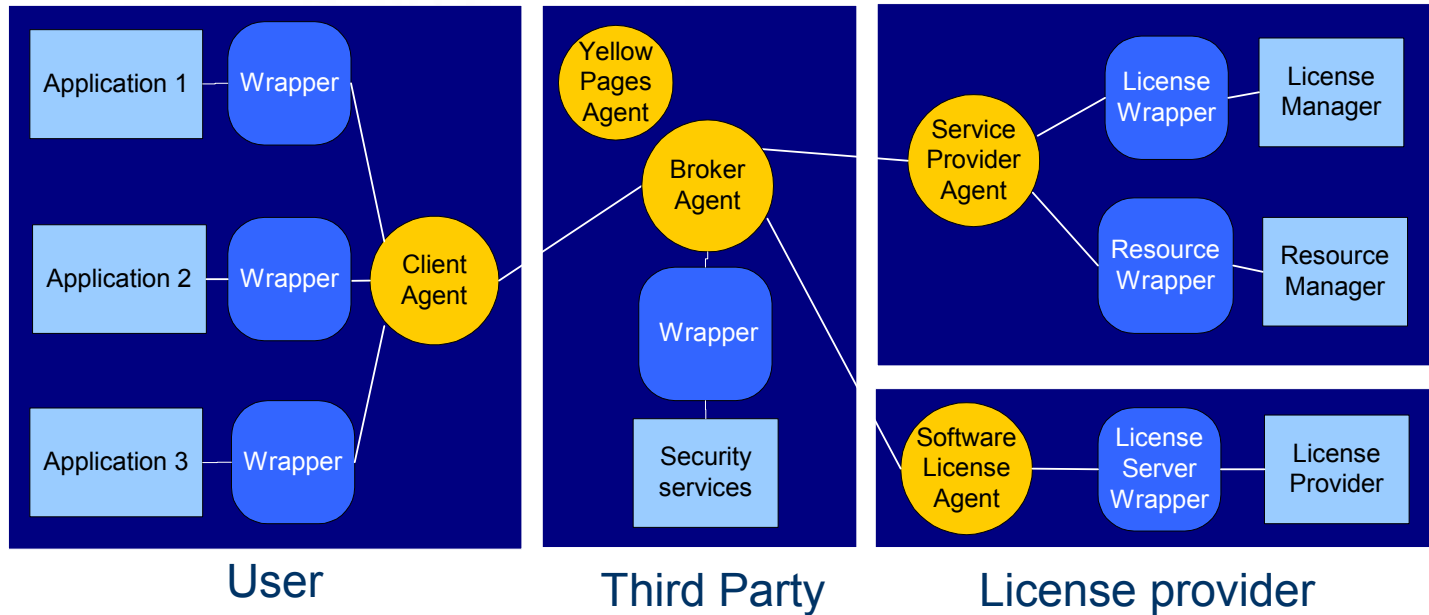 Application 1
Wrapper
Application 2
Wrapper
Client
Agent
Application 3
Wrapper
User
Yellow
Pages
Agent
Broker
Agent
Wrapper
Security
services
Third Party
Service
Provider
Agent
License
Wrapper
License
Manager
Resource
Wrapper
Resource
Manager
Software
License
Agent
License
Server
Wrapper
License
Provider
License provider